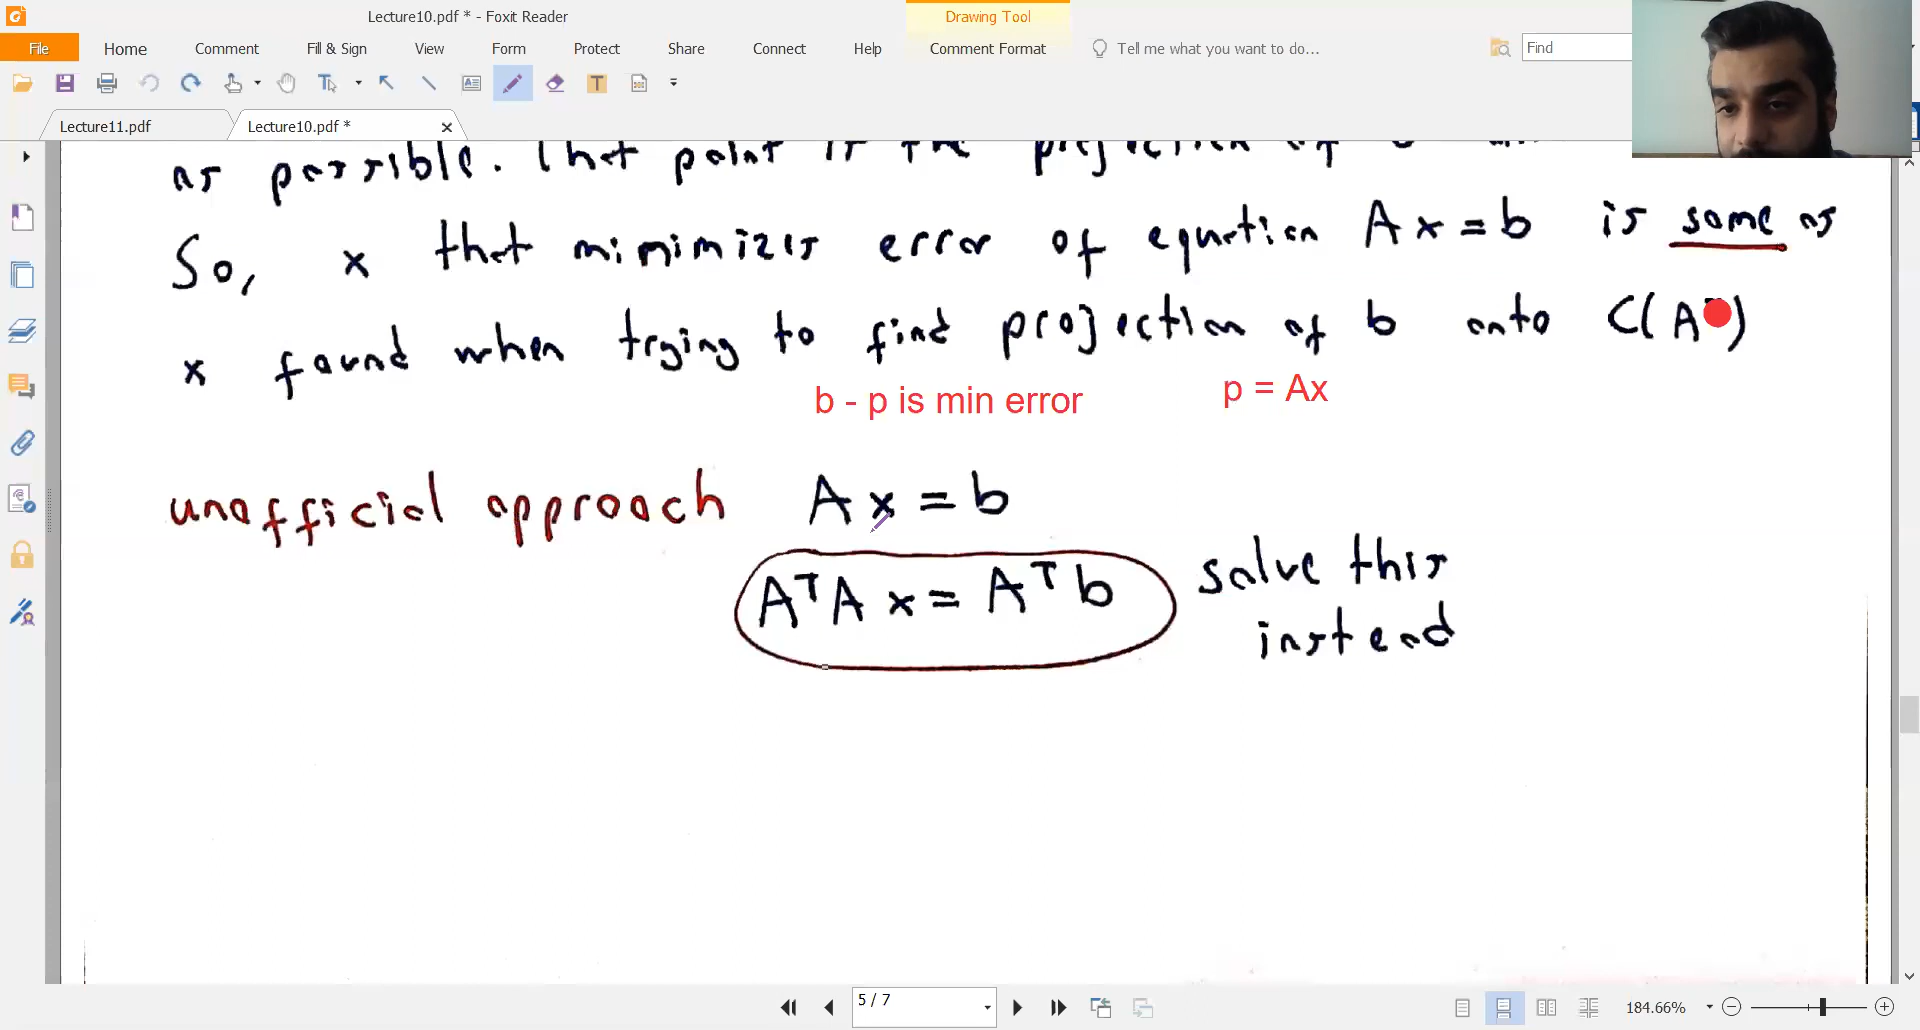 Lecture10.pdf * - Foxit Reader
Drawing Tool
File Home Comment Fill & Sign View Form Protect Share Connect Help Comment Format Tell me what you want to do... Find
Lecture11.pdf Lecture10.pdf *
as possible. That point is the projection of b
So, x that minimizes error of equation Ax = b is same as
x found when trying to find projection of b onto C(A)
b - p is min error p = Ax
unofficial approach Ax = b
AᵀA x = Aᵀb solve this
instead
5 / 7 184.66%